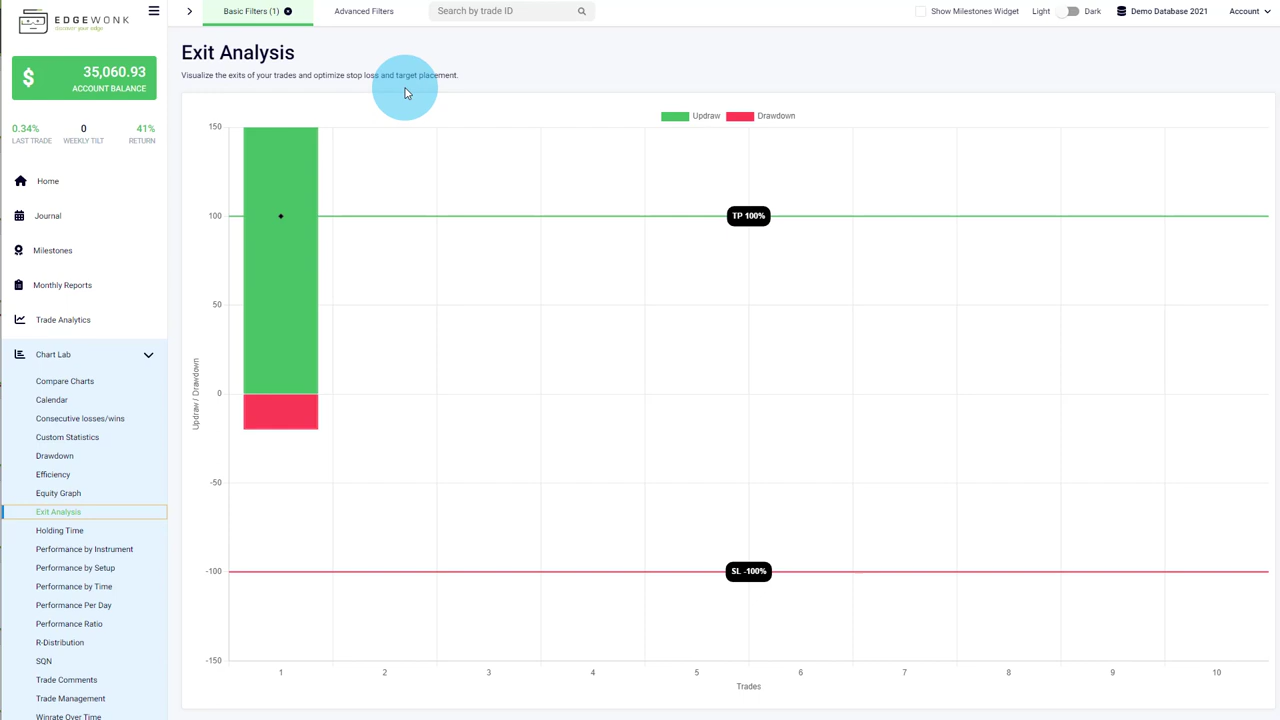 EDGEWONK
discover your edge
$ 35,060.93
ACCOUNT BALANCE
0.34%
LAST TRADE
0
WEEKLY TILT
41%
RETURN
Home
Journal
Milestones
Monthly Reports
Trade Analytics
Chart Lab
Compare Charts
Calendar
Consecutive losses/wins
Custom Statistics
Drawdown
Efficiency
Equity Graph
Exit Analysis
Holding Time
Performance by Instrument
Performance by Setup
Performance by Time
Performance Per Day
Performance Ratio
R-Distribution
SQN
Trade Comments
Trade Management
Winrate Over Time
Basic Filters (1)
Advanced Filters
Search by trade ID
Show Milestones Widget
Light
Dark
Demo Database 2021
Account
Exit Analysis
Visualize the exits of your trades and optimize stop loss and target placement.
Updraw
Drawdown
150
100
50
0
-50
-100
-150
Updraw / Drawdown
TP 100%
SL -100%
1 2 3 4 5 6 7 8 9 10
Trades